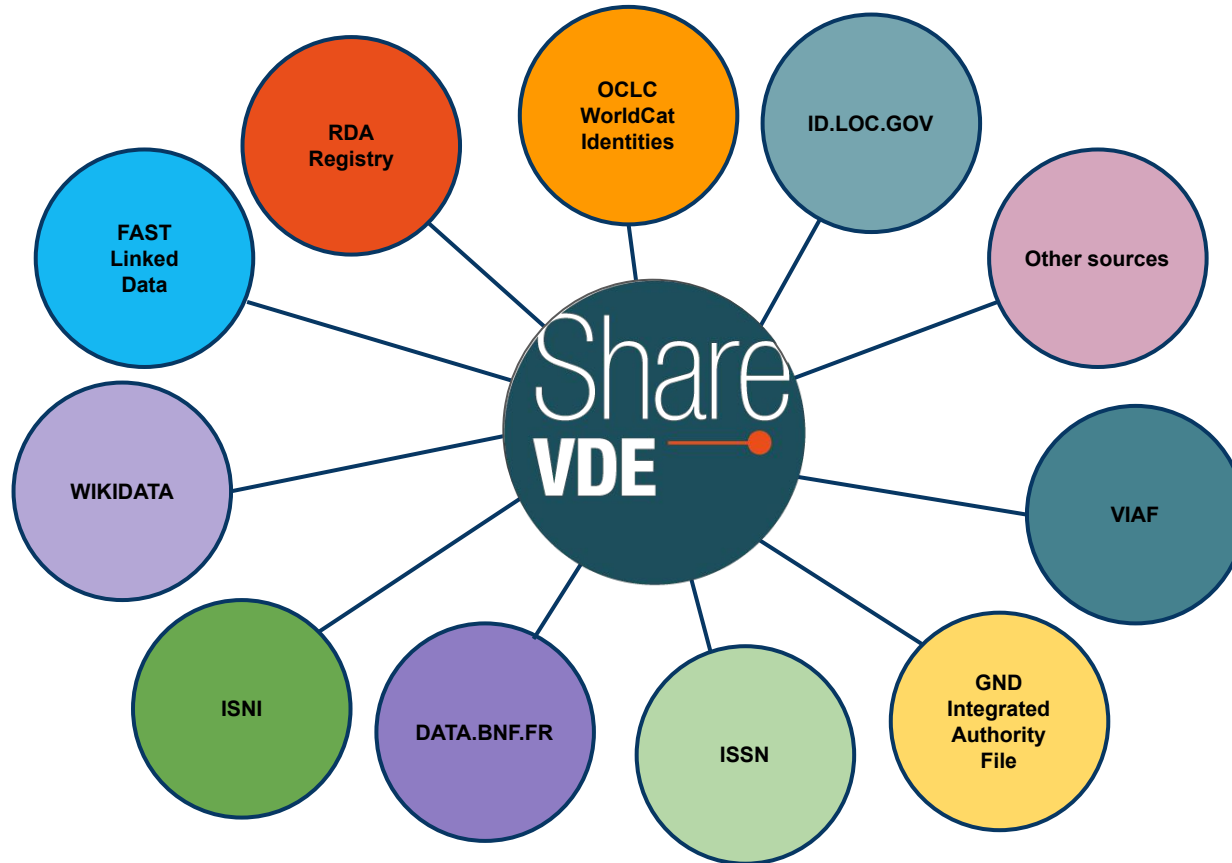 OCLC
WorldCat
Identities
ID.LOC.GOV
RDA
Registry
FAST
Linked
Data
Other sources
Share
VDE
WIKIDATA
VIAF
ISNI
DATA.BNF.FR
ISSN
GND
Integrated
Authority
File